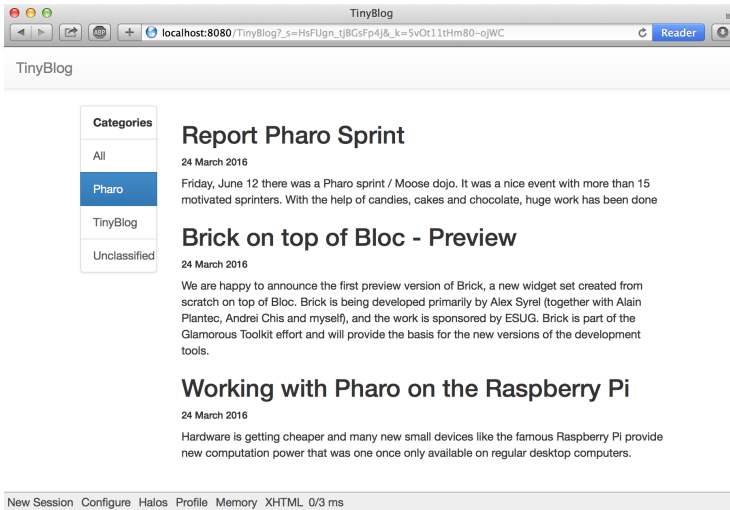 TinyBlog
localhost:8080/TinyBlog?_s=HsFUgn_tjBGsFp4j&_k=5vOt11tHm80-ojWC
Reader
ABP
TinyBlog
Categories
All
Pharo
TinyBlog
Unclassified
Report Pharo Sprint
24 March 2016
Friday, June 12 there was a Pharo sprint / Moose dojo. It was a nice event with more than 15
motivated sprinters. With the help of candies, cakes and chocolate, huge work has been done
Brick on top of Bloc - Preview
24 March 2016
We are happy to announce the first preview version of Brick, a new widget set created from
scratch on top of Bloc. Brick is being developed primarily by Alex Syrel (together with Alain
Plantec, Andrei Chis and myself), and the work is sponsored by ESUG. Brick is part of the
Glamorous Toolkit effort and will provide the basis for the new versions of the development
tools.
Working with Pharo on the Raspberry Pi
24 March 2016
Hardware is getting cheaper and many new small devices like the famous Raspberry Pi provide
new computation power that was one once only available on regular desktop computers.
New Session Configure Halos Profile Memory XHTML 0/3 ms